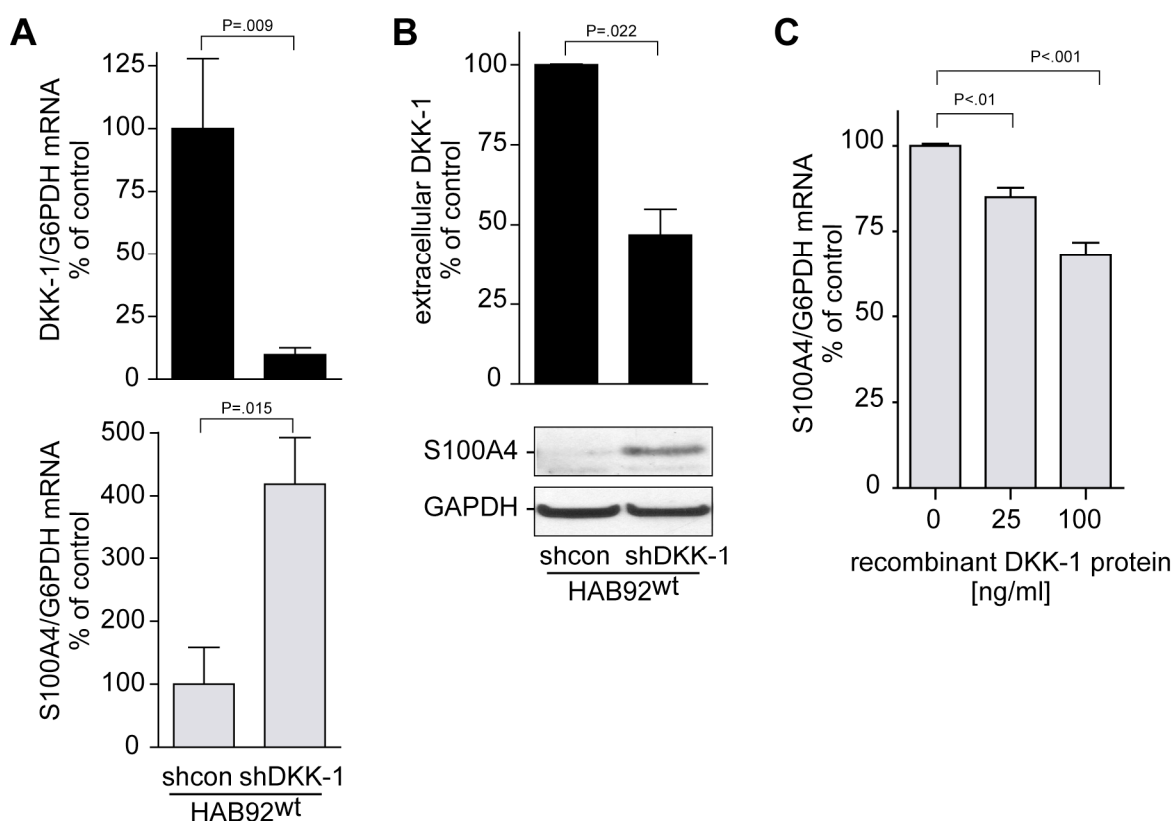 A
P=.009
125
100
75
50
25
0
DKK-1/G6PDH mRNA
% of control
P=.015
500
400
300
200
100
0
S100A4/G6PDH mRNA
% of control
shcon shDKK-1
HAB92wt
B
P=.022
100
75
50
25
0
extracellular DKK-1
% of control
S100A4
GAPDH
shcon shDKK-1
HAB92wt
C
P<.001
P<.01
100
75
50
25
0
S100A4/G6PDH mRNA
% of control
0 25 100
recombinant DKK-1 protein
[ng/ml]